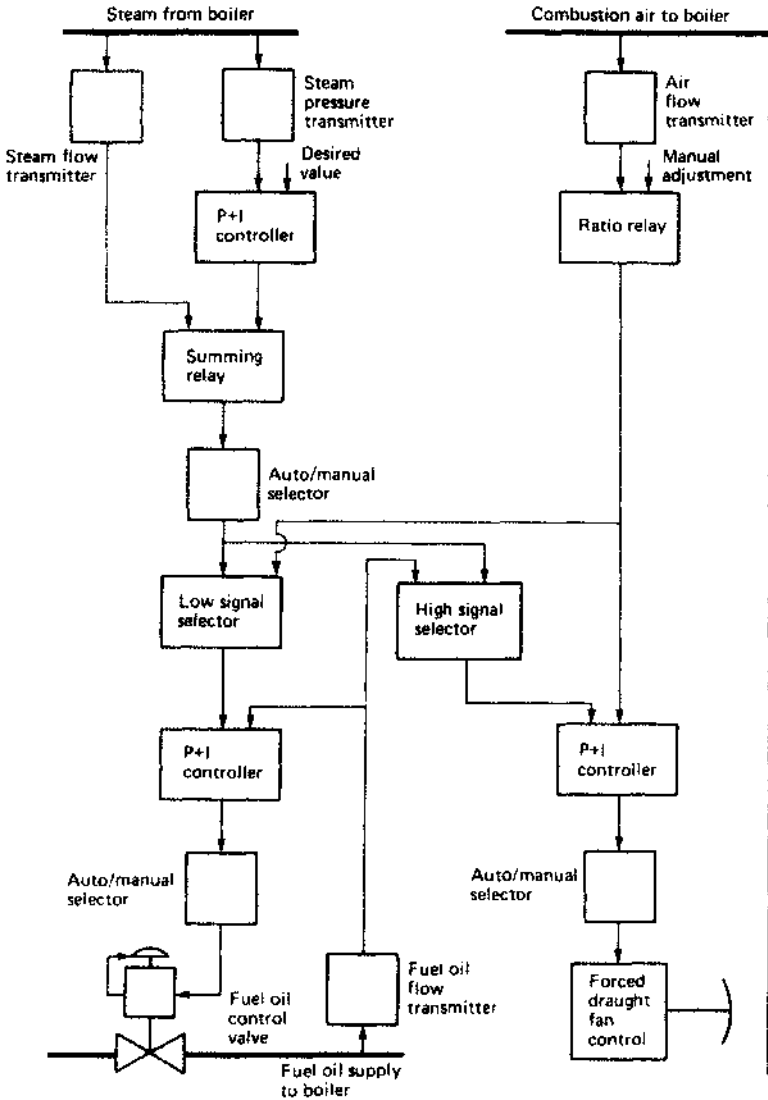 Steam from boiler
Combustion air to boiler
Steam
pressure
transmitter
Air
flow
transmitter
Steam flow
transmitter
Desired
value
Manual
adjustment
P+I
controller
Ratio relay
Summing
relay
Auto/manual
selector
Low signal
selector
High signal
selector
P+I
controller
P+I
controller
Auto/manual
selector
Auto/manual
selector
Fuel oil
control
valve
Fuel oil
flow
transmitter
Forced
draught
fan
control
Fuel oil supply
to boiler